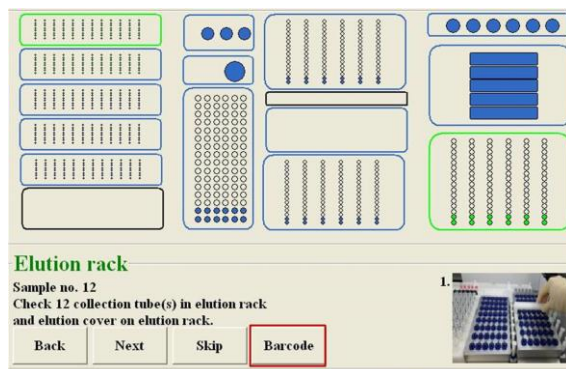 Elution rack
Sample no. 12
Check 12 collection tube(s) in elution rack
and elution cover on elution rack.
1.
Back Next Skip Barcode